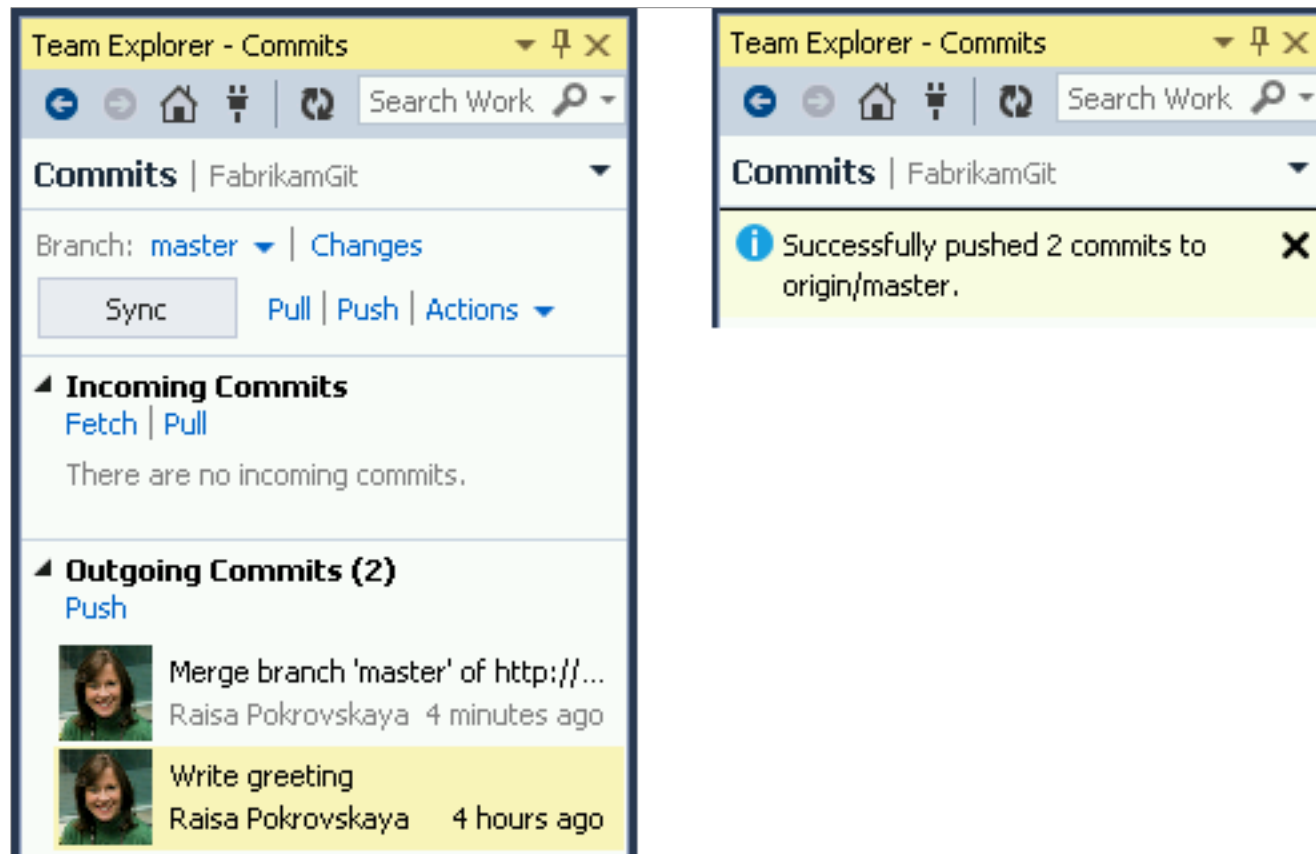 Team Explorer - Commits
Search Work
Commits | FabrikamGit
Branch: master | Changes
Sync Pull | Push | Actions
Incoming Commits
Fetch | Pull
There are no incoming commits.
Outgoing Commits (2)
Push
Merge branch 'master' of http://...
Raisa Pokrovskaya 4 minutes ago
Write greeting
Raisa Pokrovskaya 4 hours ago
Team Explorer - Commits
Search Work
Commits | FabrikamGit
Successfully pushed 2 commits to
origin/master.